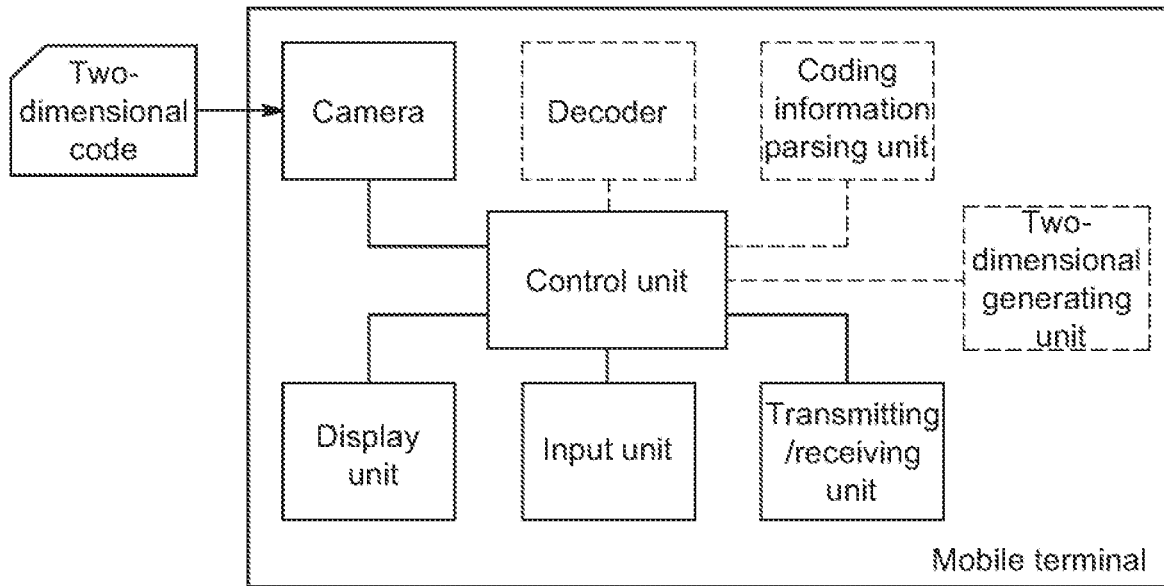 Two-
dimensional
code
Camera
Decoder
Coding
information
parsing unit
Control unit
Two-
dimensional
generating
unit
Display
unit
Input unit
Transmitting
/receiving
unit
Mobile terminal